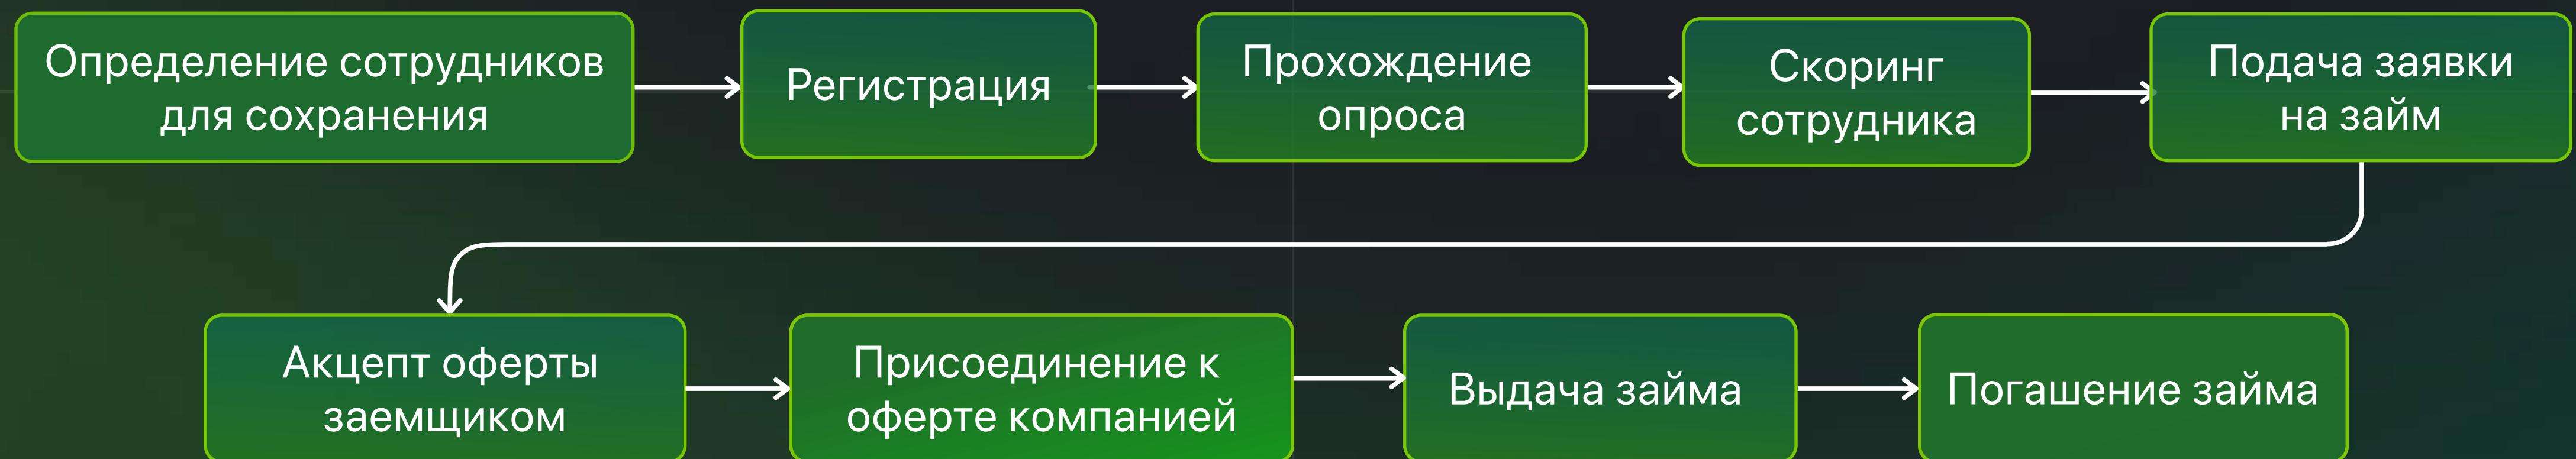 Определение сотрудников
для сохранения
Регистрация
Прохождение
опроса
Скоринг
сотрудника
Подача заявки
на займ
Акцепт оферты
заемщиком
Присоединение к
оферте компанией
Выдача займа
Погашение займа